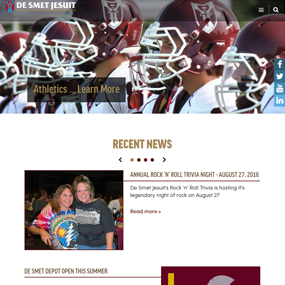 DE SMET JESUIT
Athletics ... Learn More
RECENT NEWS
ANNUAL ROCK 'N' ROLL TRIVIA NIGHT - AUGUST 27, 2016
De Smet Jesuit's Rock 'n' Roll Trivia is hosting it's
legendary night of rock on August 27
Read more »
DE SMET DEPOT OPEN THIS SUMMER